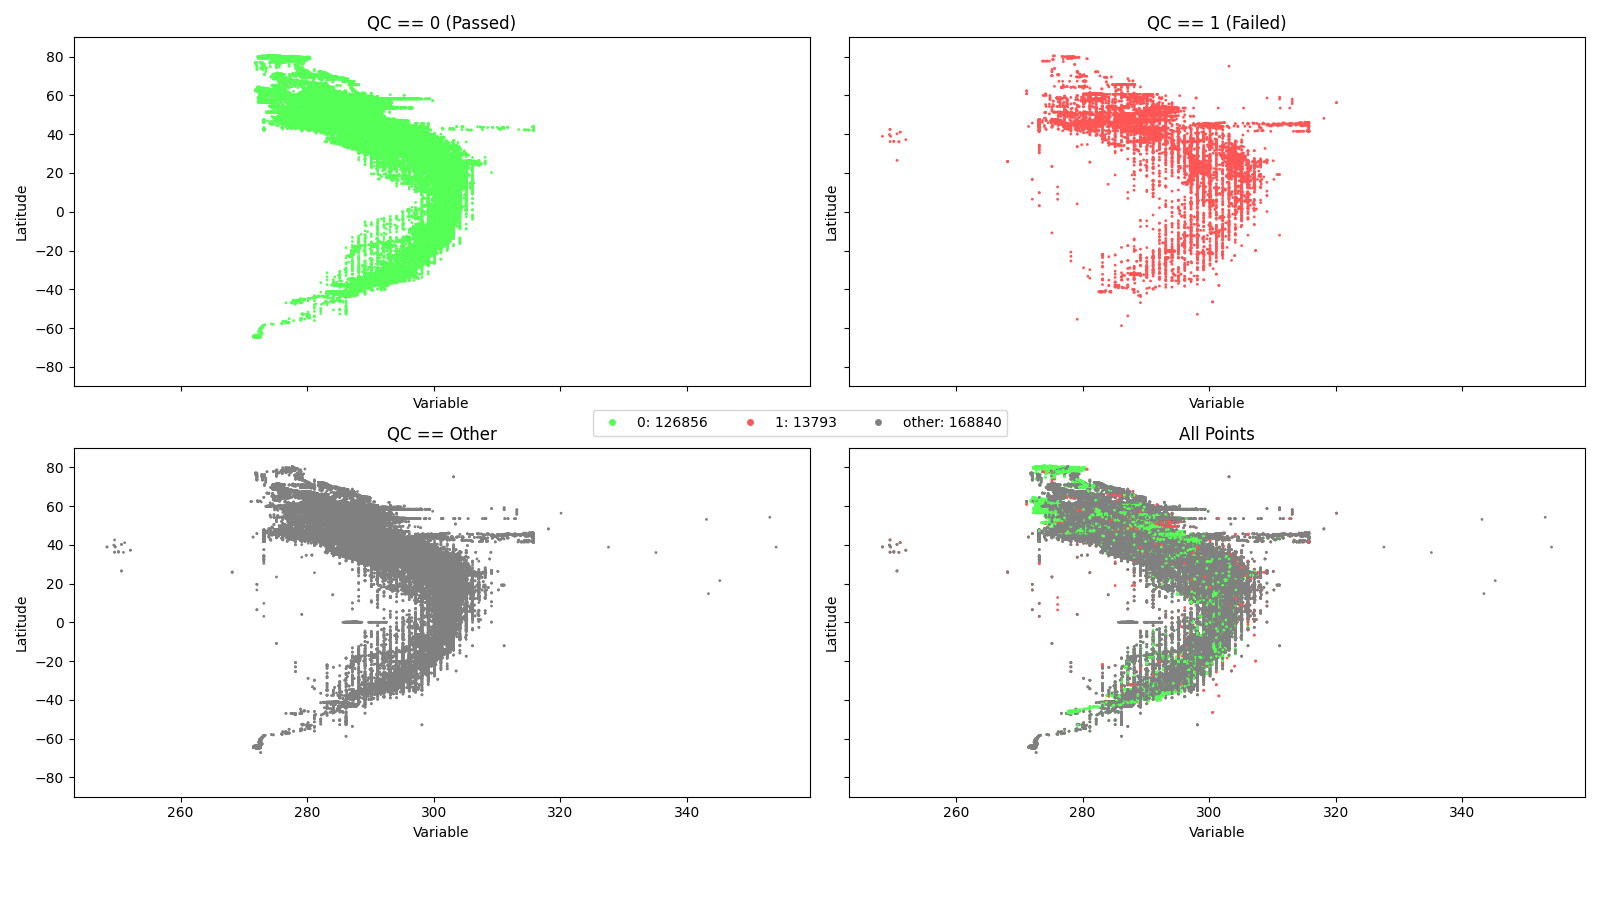 QC == 0 (Passed)
QC == 1 (Failed)
Latitude
80
60
40
20
0
−20
−40
−60
−80
Variable
Latitude
Variable
0: 126856
1: 13793
other: 168840
QC == Other
All Points
Latitude
80
60
40
20
0
−20
−40
−60
−80
260
280
300
320
340
Variable
Latitude
260
280
300
320
340
Variable